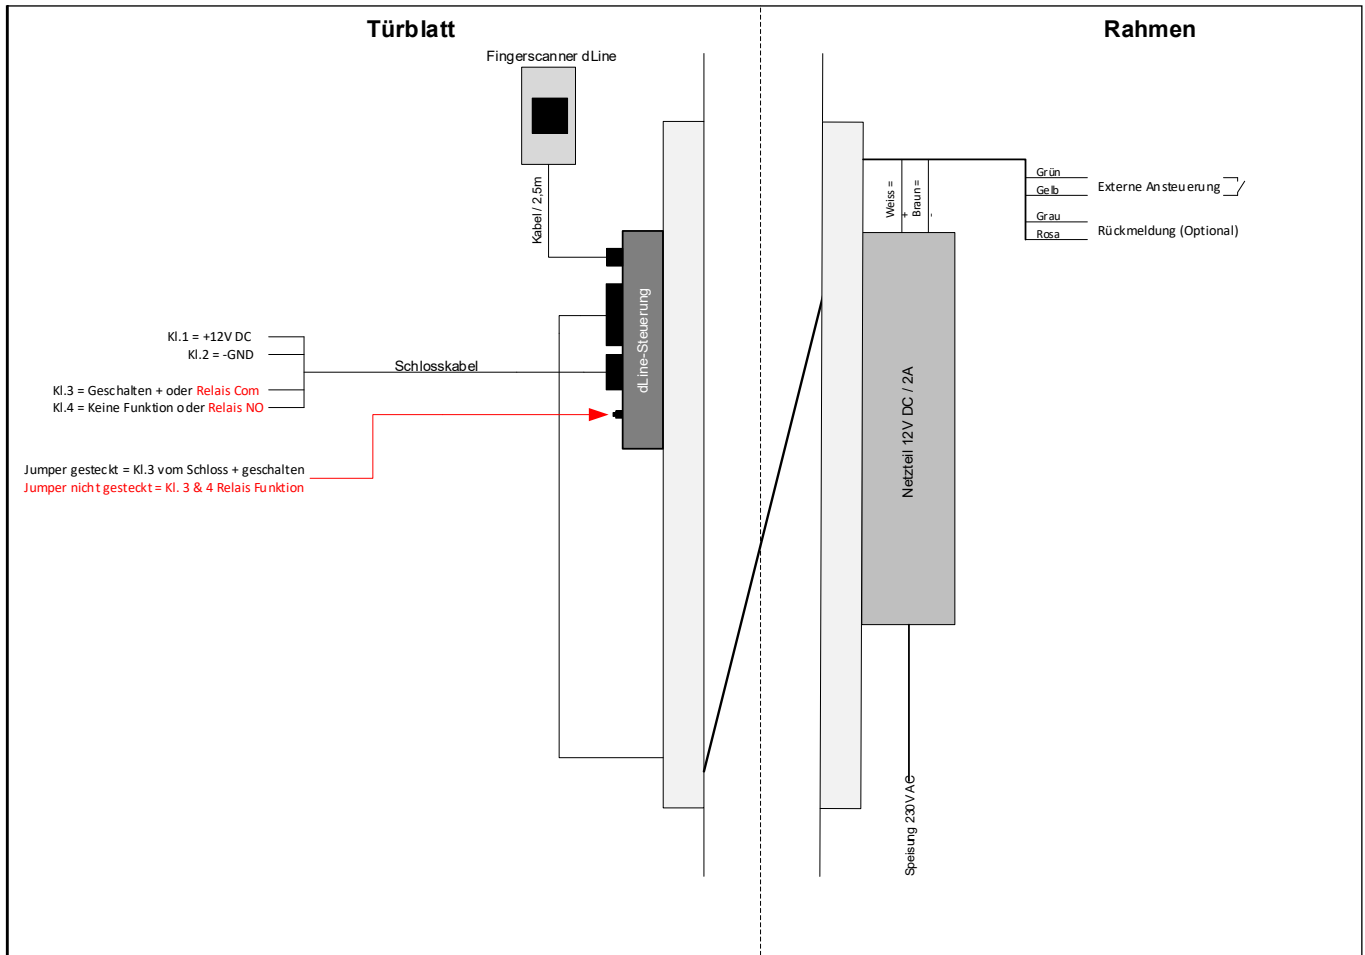 Türblatt
Rahmen
Fingerscanner dLine
Kabel / 2,5m
dLine-Steuerung
Kl.1 = +12V DC
Kl.2 = -GND
Schlosskabel
Kl.3 = Geschalten + oder Relais Com
Kl.4 = Keine Funktion oder Relais NO
Jumper gesteckt = Kl.3 vom Schloss + geschalten
Jumper nicht gesteckt = Kl. 3 & 4 Relais Funktion
Weiss = +
Braun = -
Grün
Gelb
Externe Ansteuerung
Grau
Rosa
Rückmeldung (Optional)
Netzteil 12V DC / 2A
Speisung 230V AC